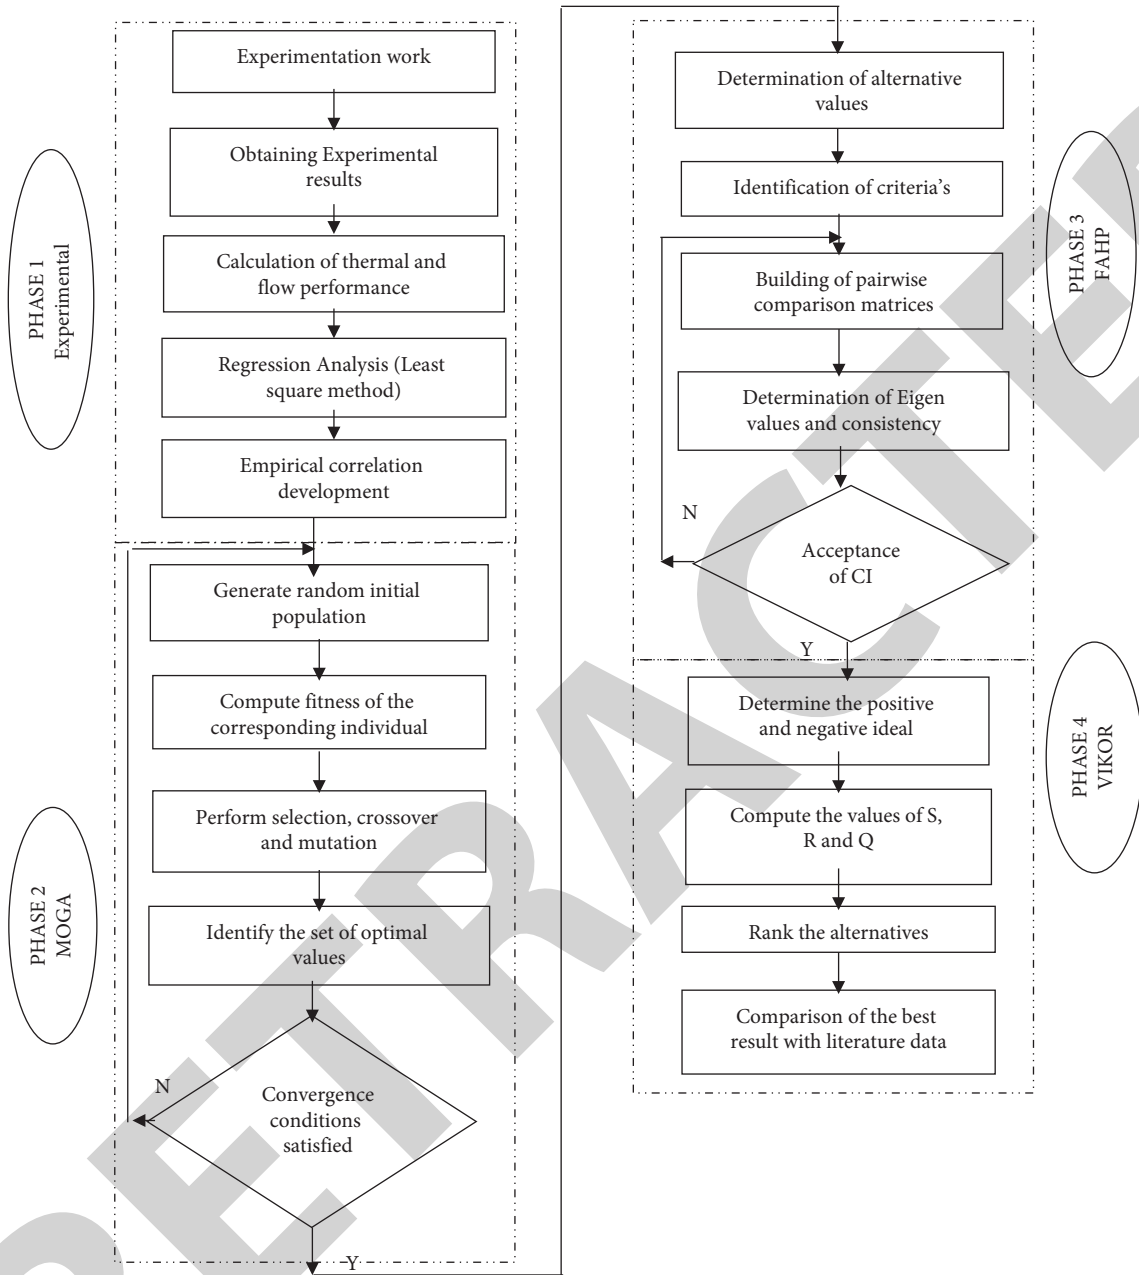 PHASE 1
Experimental
Experimentation work
Obtaining Experimental
results
Calculation of thermal and
flow performance
Regression Analysis (Least
square method)
Empirical correlation
development
PHASE 2
MOGA
Generate random initial
population
Compute fitness of the
corresponding individual
Perform selection, crossover
and mutation
Identify the set of optimal
values
N
Convergence
conditions
satisfied
Y
PHASE 3
FAHP
Determination of alternative
values
Identification of criteria's
Building of pairwise
comparison matrices
Determination of Eigen
values and consistency
N
Acceptance
of CI
Y
PHASE 4
VIKOR
Determine the positive
and negative ideal
Compute the values of S,
R and Q
Rank the alternatives
Comparison of the best
result with literature data
RETRACTED